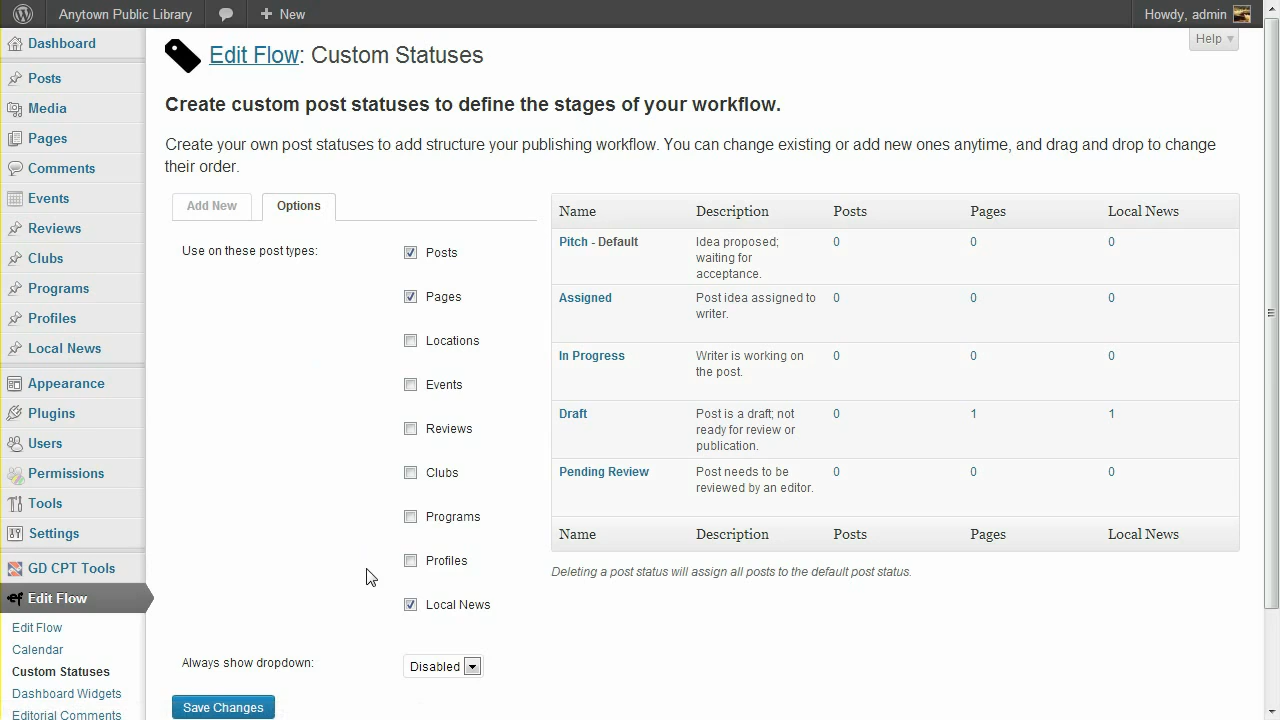 Anytown Public Library
New
Howdy, admin
Help
Dashboard
Posts
Media
Pages
Comments
Events
Reviews
Clubs
Programs
Profiles
Local News
Appearance
Plugins
Users
Permissions
Tools
Settings
GD CPT Tools
Edit Flow
Edit Flow
Calendar
Custom Statuses
Dashboard Widgets
Editorial Comments
Edit Flow: Custom Statuses
Create custom post statuses to define the stages of your workflow.
Create your own post statuses to add structure your publishing workflow. You can change existing or add new ones anytime, and drag and drop to change
their order.
Add New
Options
Use on these post types:
Posts
Pages
Locations
Events
Reviews
Clubs
Programs
Profiles
Local News
Always show dropdown:
Disabled
Save Changes
Name Description Posts Pages Local News
Pitch - Default Idea proposed; 0 0 0
waiting for
acceptance.
Assigned Post idea assigned to 0 0 0
writer.
In Progress Writer is working on 0 0 0
the post.
Draft Post is a draft; not 0 1 1
ready for review or
publication.
Pending Review Post needs to be 0 0 0
reviewed by an editor.
Name Description Posts Pages Local News
Deleting a post status will assign all posts to the default post status.